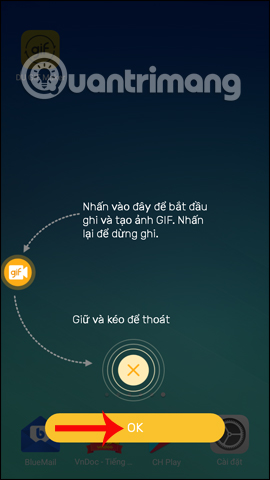 gif
uantrimang
Nhấn vào đây để bắt đầu
ghi và tạo ảnh GIF. Nhấn
lại để dừng ghi.
gif
Giữ và kéo để thoát
OK
BlueMail
VnDoc - Tiếng...
CH Play
Cài đặt